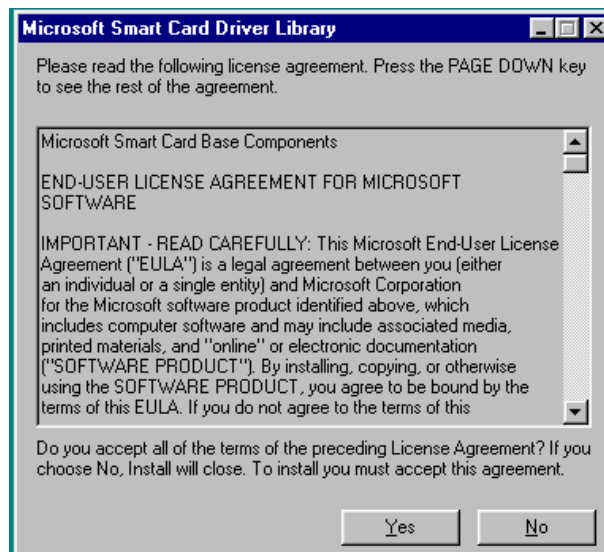 Microsoft Smart Card Driver Library
Please read the following license agreement. Press the PAGE DOWN key
to see the rest of the agreement.
Microsoft Smart Card Base Components
END-USER LICENSE AGREEMENT FOR MICROSOFT
SOFTWARE
IMPORTANT - READ CAREFULLY: This Microsoft End-User License
Agreement ("EULA") is a legal agreement between you (either
an individual or a single entity) and Microsoft Corporation
for the Microsoft software product identified above, which
includes computer software and may include associated media,
printed materials, and "online" or electronic documentation
("SOFTWARE PRODUCT"). By installing, copying, or otherwise
using the SOFTWARE PRODUCT, you agree to be bound by the
terms of this EULA. If you do not agree to the terms of this
Do you accept all of the terms of the preceding License Agreement? If you
choose No, Install will close. To install you must accept this agreement.
Yes No